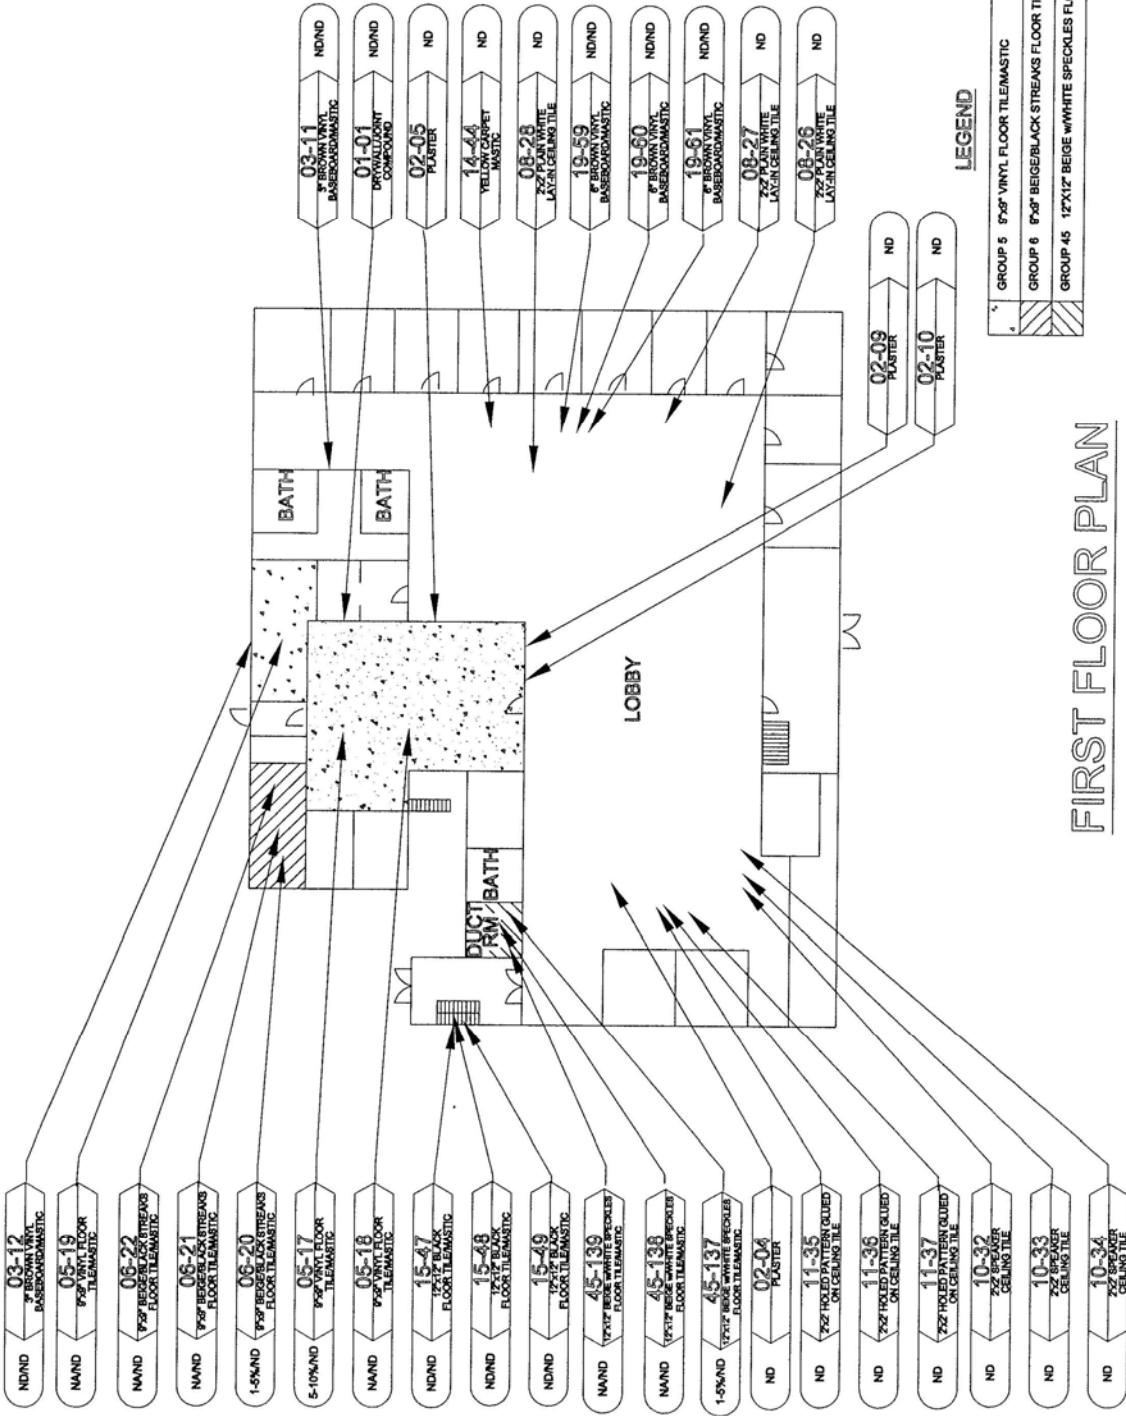 03-11
3" BROWN VINYL
BASEBOARD/MASTIC
ND/ND
01-01
DRYWALL/JOINT
COMPOUND
ND/ND
02-05
PLASTER
ND
14-44
YELLOW CARPET
MASTIC
ND
08-28
2'x2' PLAIN WHITE
LAY-IN CEILING TILE
ND
19-59
6" BROWN VINYL
BASEBOARD/MASTIC
ND/ND
19-60
6" BROWN VINYL
BASEBOARD/MASTIC
ND/ND
19-61
6" BROWN VINYL
BASEBOARD/MASTIC
ND/ND
08-27
2'x2' PLAIN WHITE
LAY-IN CEILING TILE
ND
08-26
2'x2' PLAIN WHITE
LAY-IN CEILING TILE
ND
02-09
PLASTER
ND
02-10
PLASTER
ND
LEGEND
GROUP 5 9"x9" VINYL FLOOR TILE/MASTIC
GROUP 6 9"x9" BEIGE/BLACK STREAKS FLOOR
GROUP 45 12"X12" BEIGE w/WHITE SPECKLES
BATH
BATH
LOBBY
BATH
DUCT
RM
03-12
3" BROWN VINYL
BASEBOARD/MASTIC
ND/ND
05-19
9"x9" VINYL FLOOR
TILE/MASTIC
NA/ND
06-22
9"x9" BEIGE/BLACK STREAKS
FLOOR TILE/MASTIC
NA/ND
06-21
9"x9" BEIGE/BLACK STREAKS
FLOOR TILE/MASTIC
NA/ND
06-20
9"x9" BEIGE/BLACK STREAKS
FLOOR TILE/MASTIC
1-5%/ND
05-17
9"x9" VINYL FLOOR
TILE/MASTIC
5-10%/ND
05-18
9"x9" VINYL FLOOR
TILE/MASTIC
NA/ND
15-47
12"x12" BLACK
FLOOR TILE/MASTIC
ND/ND
15-48
12"x12" BLACK
FLOOR TILE/MASTIC
ND/ND
15-49
12"x12" BLACK
FLOOR TILE/MASTIC
ND/ND
45-139
12"x12" BEIGE w/WHITE SPECKLES
FLOOR TILE/MASTIC
NA/ND
45-138
12"x12" BEIGE w/WHITE SPECKLES
FLOOR TILE/MASTIC
NA/ND
45-137
12"x12" BEIGE w/WHITE SPECKLES
FLOOR TILE/MASTIC
1-5%/ND
02-04
PLASTER
ND
11-35
2'x2' HOLED PATTERN GLUED
ON CEILING TILE
ND
11-36
2'x2' HOLED PATTERN GLUED
ON CEILING TILE
ND
11-37
2'x2' HOLED PATTERN GLUED
ON CEILING TILE
ND
10-32
2'x2' SPEAKER
CEILING TILE
ND
10-33
2'x2' SPEAKER
CEILING TILE
ND
10-34
2'x2' SPEAKER
CEILING TILE
ND
FIRST FLOOR PLAN